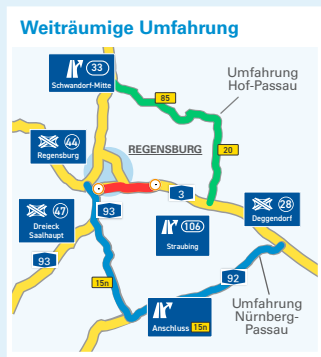 Weiträumige Umfahrung
33
Schwandorf-Mitte
85
Umfahrung
Hof-Passau
44
Regensburg
REGENSBURG
20
47
Dreieck
Saalhaupt
93
3
106
Straubing
28
Deggendorf
93
15n
92
Anschluss 15n
Umfahrung
Nürnberg-
Passau